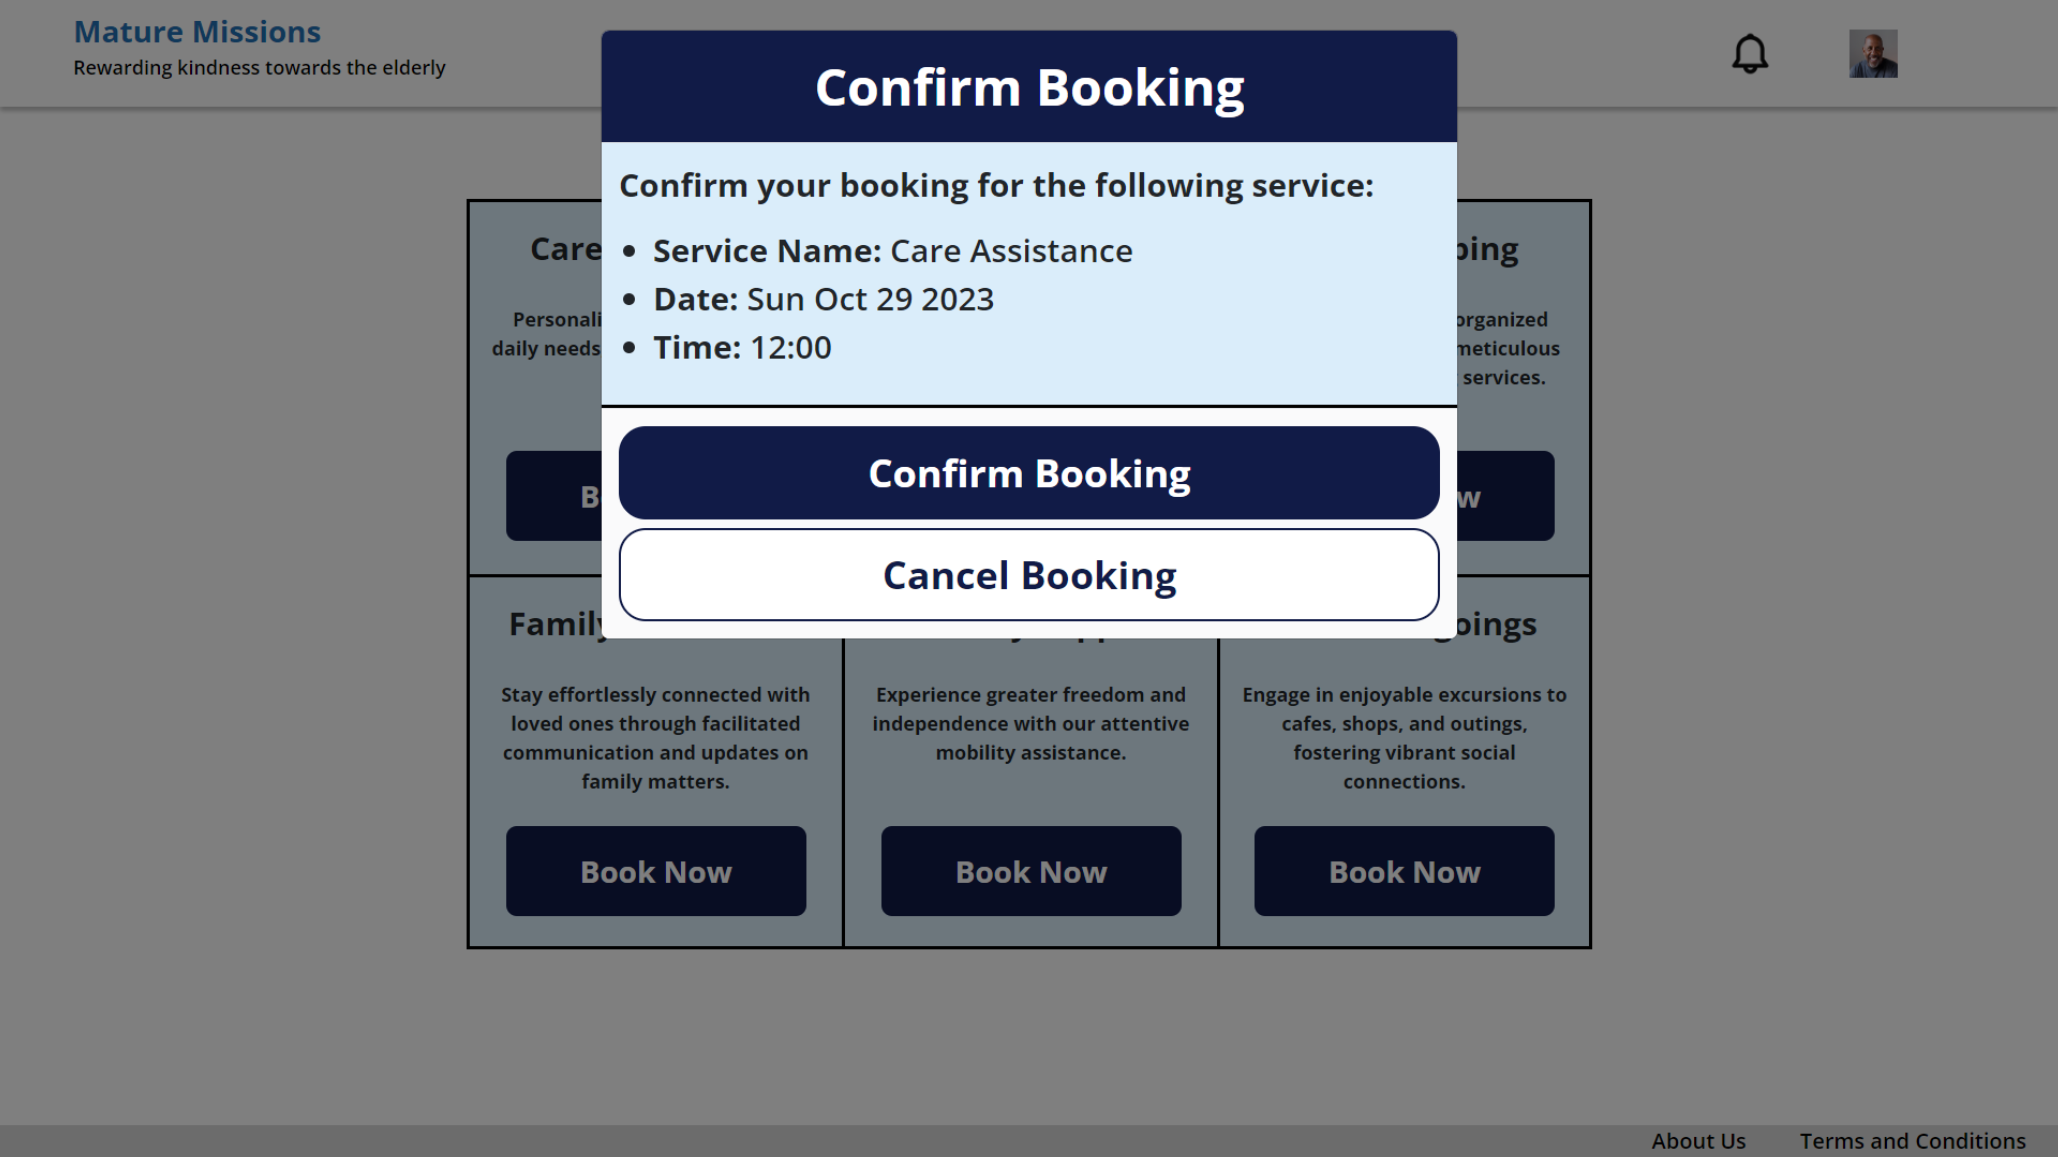 Mature Missions
Rewarding kindness towards the elderly
Confirm Booking
Confirm your booking for the following service:
• Service Name: Care Assistance
• Date: Sun Oct 29 2023
• Time: 12:00
Confirm Booking
Cancel Booking
Care
daily needs
organized
meticulous
services.
Family
Stay effortlessly connected with
loved ones through facilitated
communication and updates on
family matters.
Book Now
Experience greater freedom and
independence with our attentive
mobility assistance.
Book Now
Engage in enjoyable excursions to
cafes, shops, and outings,
fostering vibrant social
connections.
Book Now
About Us
Terms and Conditions